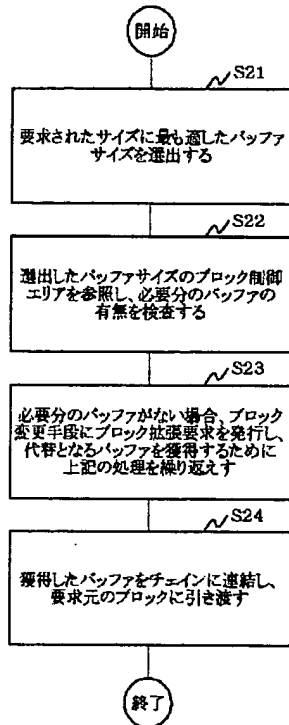 開始
S21
要求されたサイズに最も適したバッファ
サイズを選出する
S22
選出したバッファサイズのブロック制御
エリアを参照し、必要分のバッファの
有無を検査する
S23
必要分のバッファがない場合、ブロック
変更手段にブロック拡張要求を発行し、
代替となるバッファを獲得するために
上記の処理を繰り返えす
S24
獲得したバッファをチェインに連結し、
要求元のブロックに引き渡す
終了